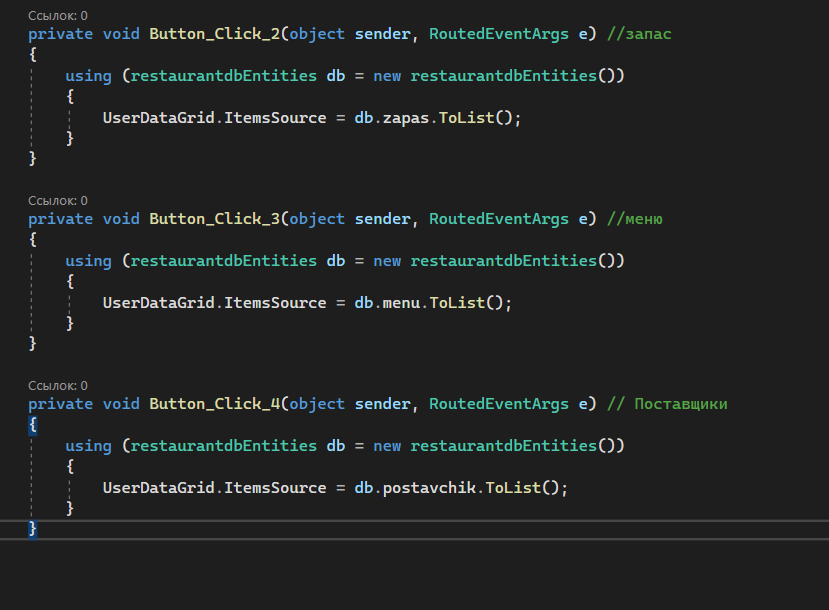 Ссылок: 0
private void Button_Click_2(object sender, RoutedEventArgs e) //запас
{
using (restaurantdbEntities db = new restaurantdbEntities())
{
UserDataGrid.ItemsSource = db.zapas.ToList();
}
}
Ссылок: 0
private void Button_Click_3(object sender, RoutedEventArgs e) //меню
{
using (restaurantdbEntities db = new restaurantdbEntities())
{
UserDataGrid.ItemsSource = db.menu.ToList();
}
}
Ссылок: 0
private void Button_Click_4(object sender, RoutedEventArgs e) // Поставщики
{
using (restaurantdbEntities db = new restaurantdbEntities())
{
UserDataGrid.ItemsSource = db.postavchik.ToList();
}
}